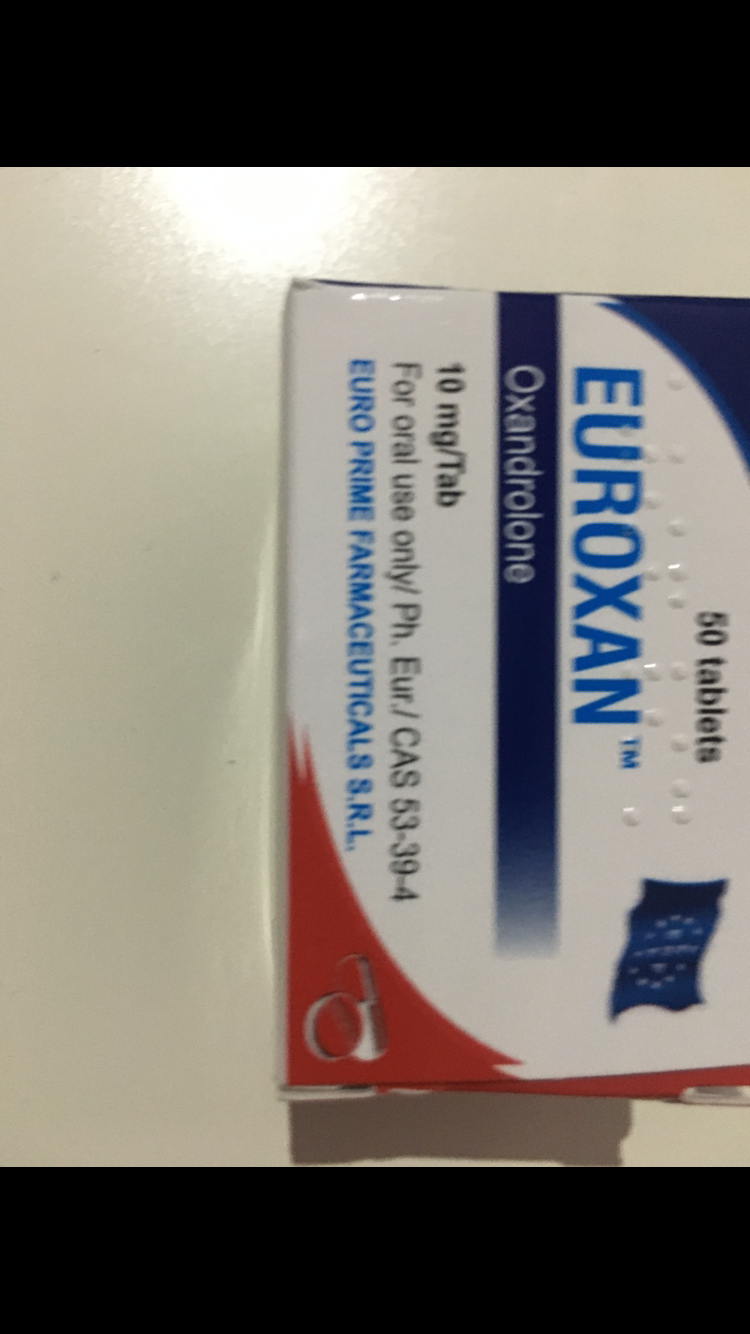 50 tablets
EUROXAN™
Oxandrolone
10 mg/Tab
For oral use only/ Ph. Eur./ CAS 53-39-4
EURO PRIME FARMACEUTICALS S.R.L.